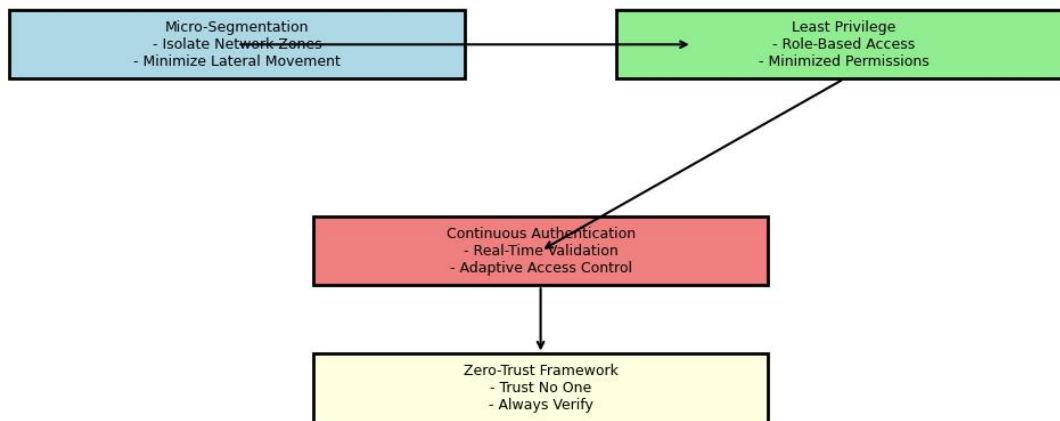 Micro-Segmentation
- Isolate Network Zones
- Minimize Lateral Movement
Least Privilege
- Role-Based Access
- Minimized Permissions
Continuous Authentication
- Real-Time Validation
- Adaptive Access Control
Zero-Trust Framework
- Trust No One
- Always Verify